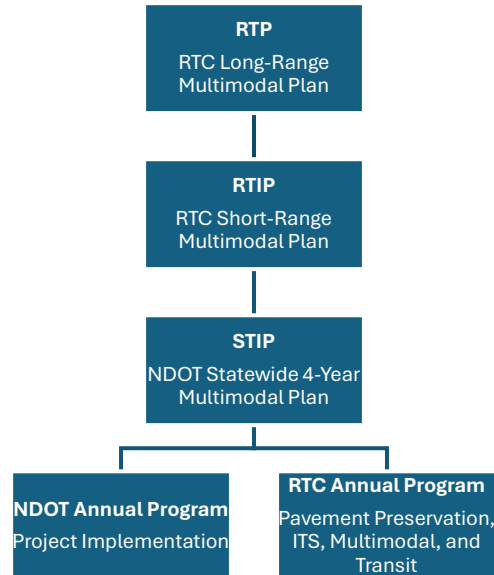 RTP
RTC Long-Range
Multimodal Plan
RTIP
RTC Short-Range
Multimodal Plan
STIP
NDOT Statewide 4-Year
Multimodal Plan
NDOT Annual Program
Project Implementation
RTC Annual Program
Pavement Preservation,
ITS, Multimodal, and
Transit